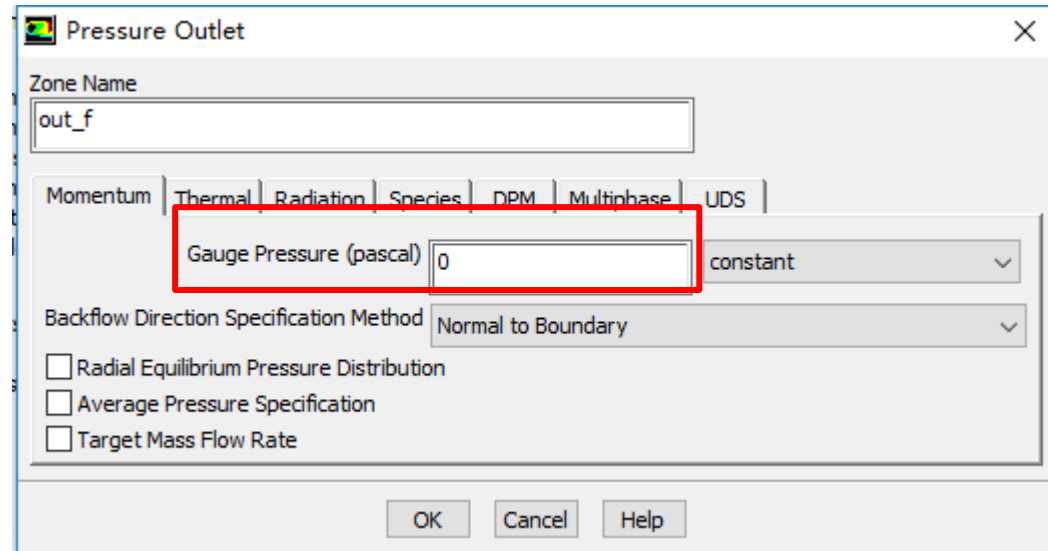 Pressure Outlet
Zone Name
out_f
Momentum Thermal Radiation Species DPM Multiphase UDS
Gauge Pressure (pascal) 0 constant
Backflow Direction Specification Method Normal to Boundary
Radial Equilibrium Pressure Distribution
Average Pressure Specification
Target Mass Flow Rate
OK Cancel Help